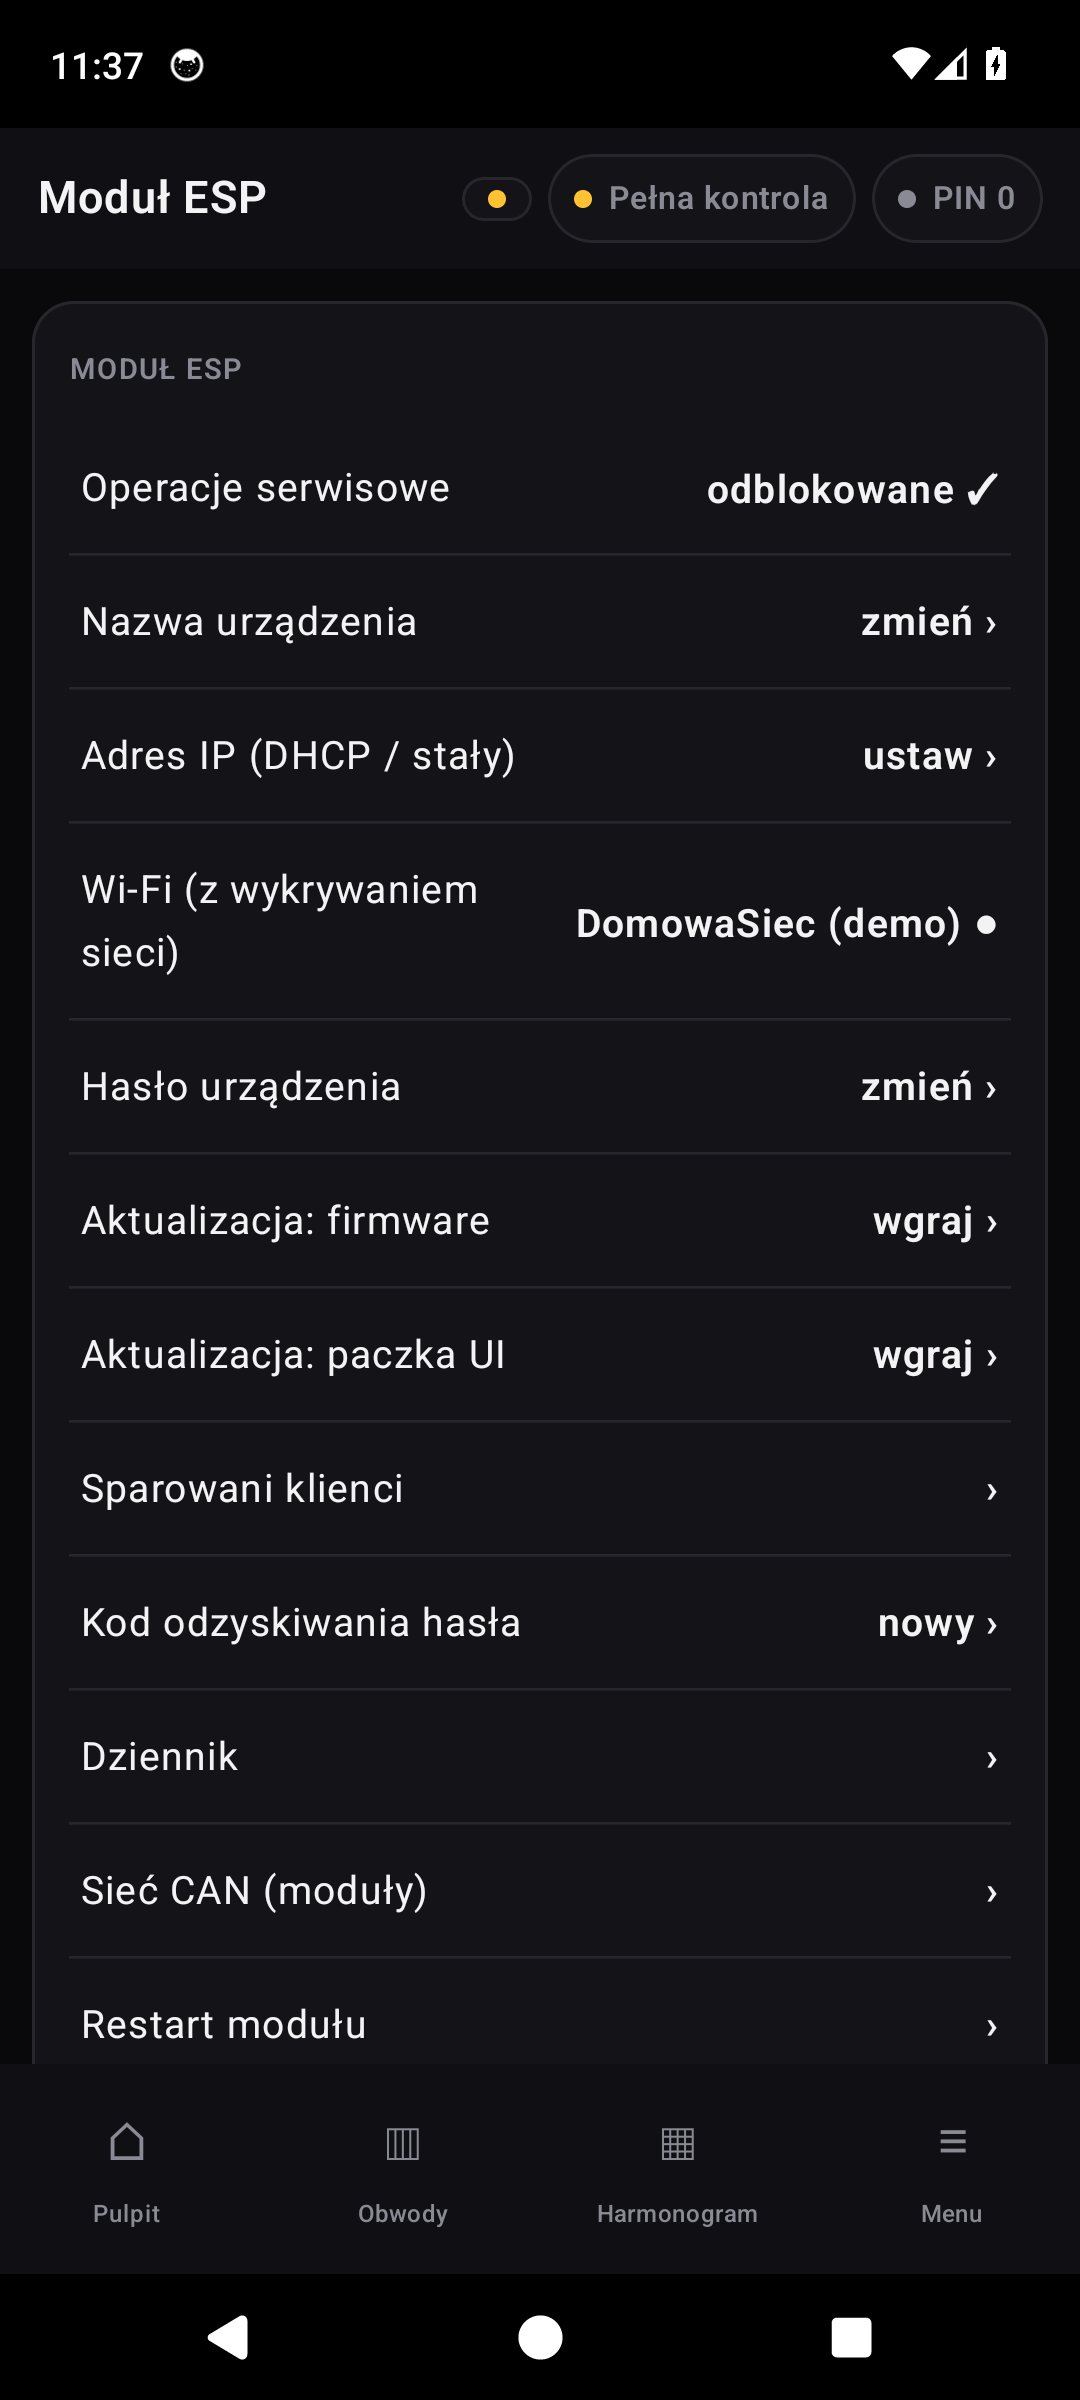 11:37
Moduł ESP
Pełna kontrola
PIN 0
MODUŁ ESP
Operacje serwisowe odblokowane ✓
Nazwa urządzenia zmień ›
Adres IP (DHCP / stały) ustaw ›
Wi-Fi (z wykrywaniem
sieci)
DomowaSiec (demo) ●
Hasło urządzenia zmień ›
Aktualizacja: firmware wgraj ›
Aktualizacja: paczka UI wgraj ›
Sparowani klienci ›
Kod odzyskiwania hasła nowy ›
Dziennik ›
Sieć CAN (moduły) ›
Restart modułu ›
Pulpit
Obwody
Harmonogram
Menu